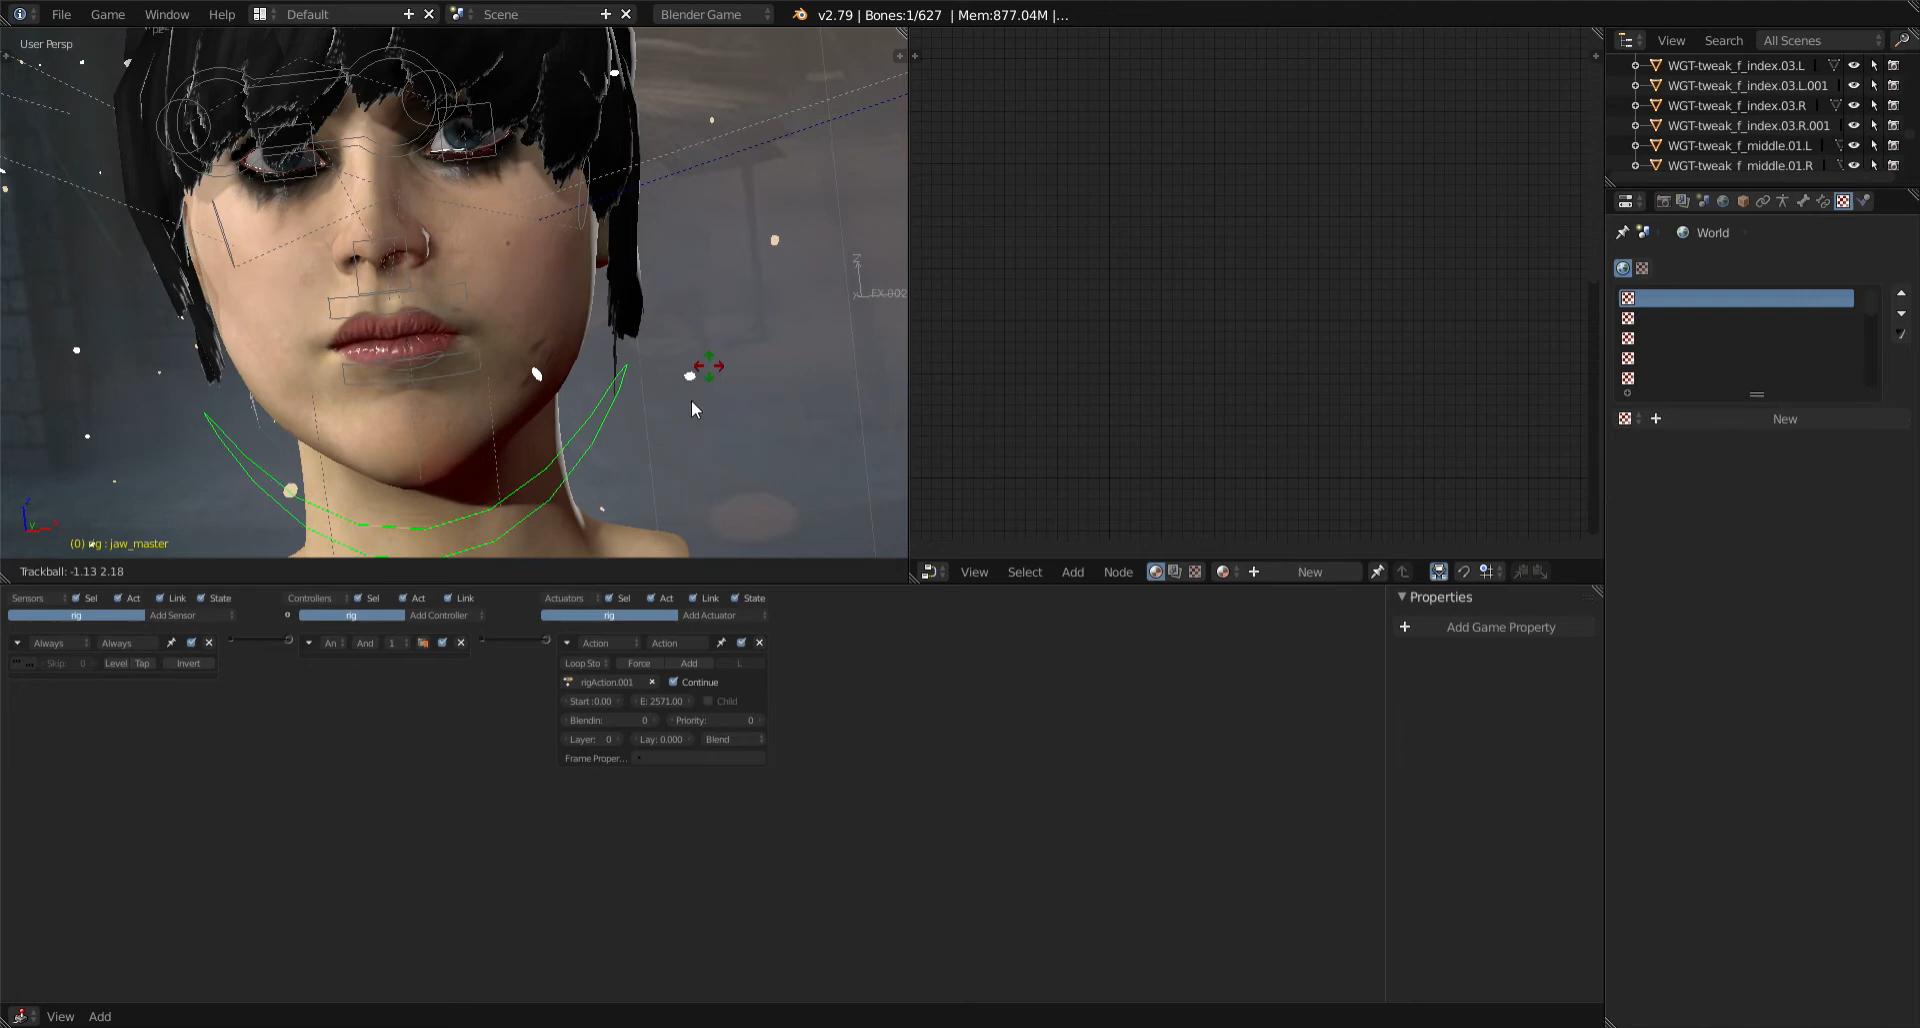 File Game Window Help Default Scene Blender Game v2.79 | Bones:1/627 | Mem:877.04M |...
User Persp
(0) rig : jaw_master
Trackball: -1.13 2.18
View Select Add Node New
View Search All Scenes
WGT-tweak_f_index.03.L
WGT-tweak_f_index.03.L.001
WGT-tweak_f_index.03.R
WGT-tweak_f_index.03.R.001
WGT-tweak_f_middle.01.L
WGT-tweak_f_middle.01.R
World
New
Sensors Sel Act Link State Controllers Sel Act Link Actuators Sel Act Link State
rig Add Sensor rig Add Controller rig Add Actuator
Always Always An And 1 Action Action
Skip: 0 Level Tap Invert Loop Sto Force Add L
rigAction.001 Continue
Start :0.00 E: 2571.00 Child
Blendin: 0 Priority: 0
Layer: 0 Lay: 0.000 Blend
Frame Proper...
Properties
Add Game Property
View Add